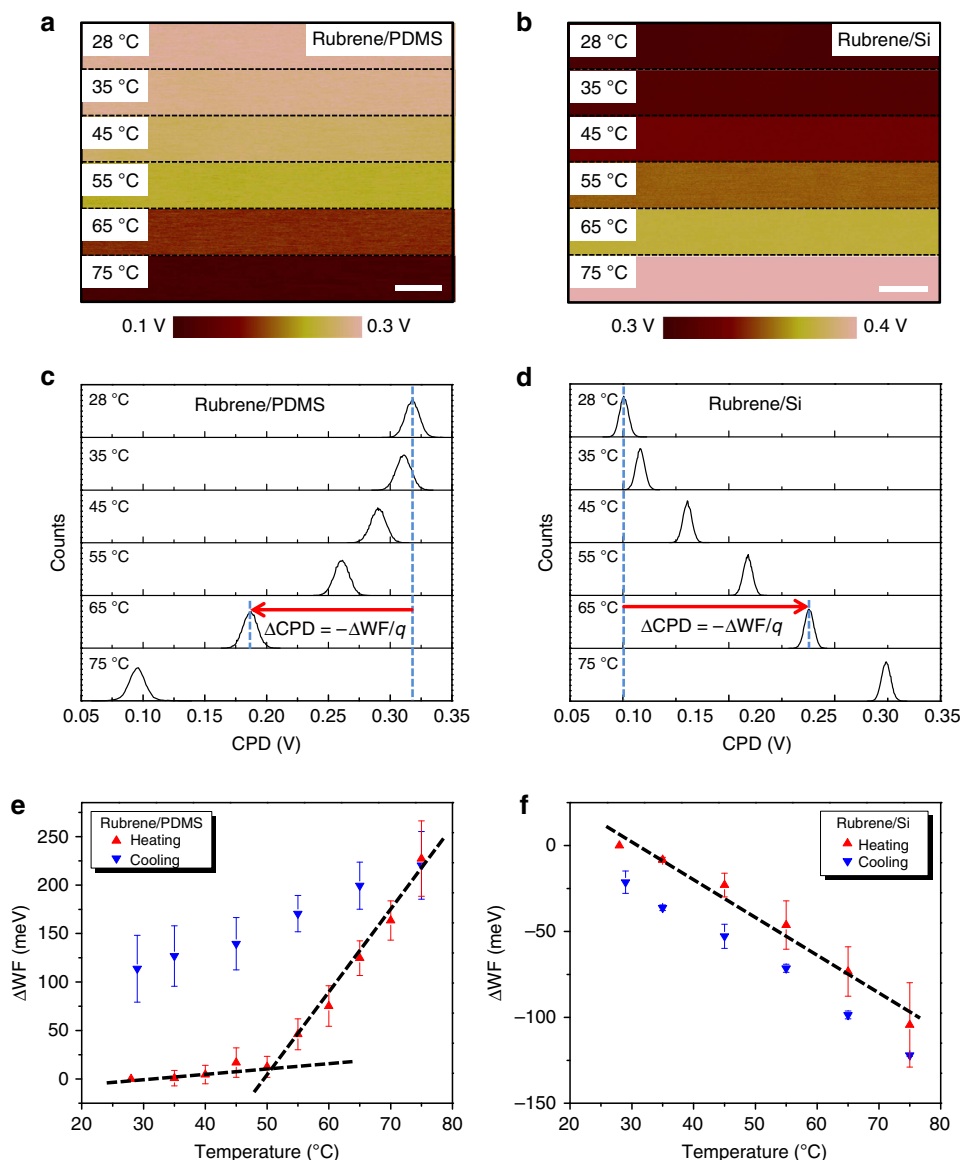 a
b
28 °C
Rubrene/PDMS
35 °C
45 °C
55 °C
65 °C
75 °C
0.1 V
0.3 V
28 °C
Rubrene/Si
35 °C
45 °C
55 °C
65 °C
75 °C
0.3 V
0.4 V
c
d
28 °C
Rubrene/PDMS
35 °C
45 °C
55 °C
65 °C
ΔCPD = −ΔWF/q
75 °C
Counts
0.05 0.10 0.15 0.20 0.25 0.30 0.35
CPD (V)
28 °C
Rubrene/Si
35 °C
45 °C
55 °C
65 °C
ΔCPD = −ΔWF/q
75 °C
Counts
0.05 0.10 0.15 0.20 0.25 0.30 0.35
CPD (V)
e
f
Rubrene/PDMS
Heating
Cooling
250
200
150
100
50
0
ΔWF (meV)
20 30 40 50 60 70 80
Temperature (°C)
Rubrene/Si
Heating
Cooling
0
−50
−100
−150
ΔWF (meV)
20 30 40 50 60 70 80
Temperature (°C)